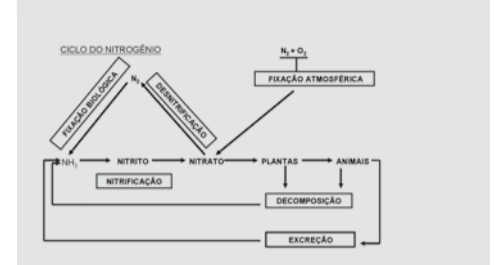 CICLO DO NITROGÊNIO
N₂ + O₂
FIXAÇÃO ATMOSFÉRICA
FIXAÇÃO BIOLÓGICA
N₂
DESNITRIFICAÇÃO
NH₃
NITRITO
NITRATO
PLANTAS
ANIMAIS
NITRIFICAÇÃO
DECOMPOSIÇÃO
EXCREÇÃO